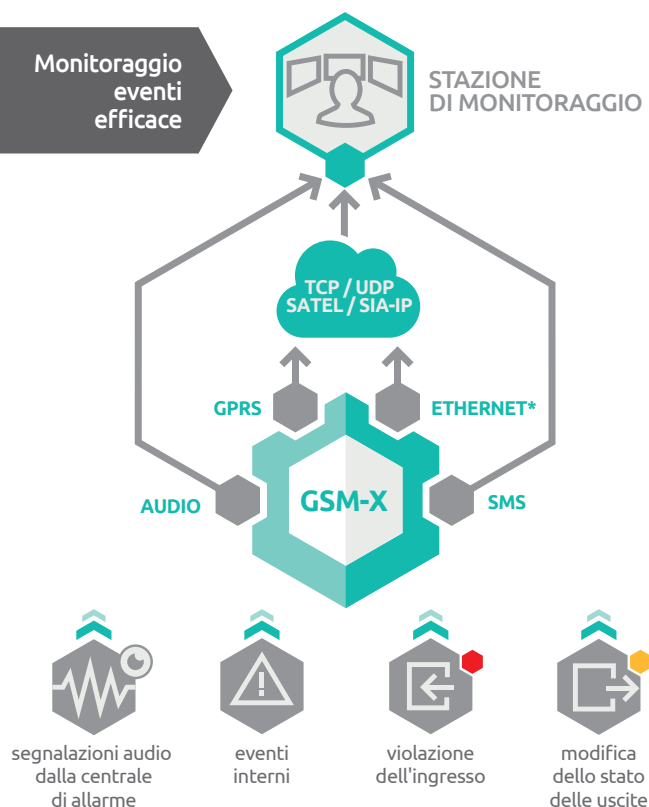 Monitoraggio
eventi
efficace
STAZIONE
DI MONITORAGGIO
TCP / UDP
SATEL / SIA-IP
GPRS
ETHERNET*
AUDIO
GSM-X
SMS
segnalazioni audio
dalla centrale
di allarme
eventi
interni
violazione
dell'ingresso
modifica
dello stato
delle uscite